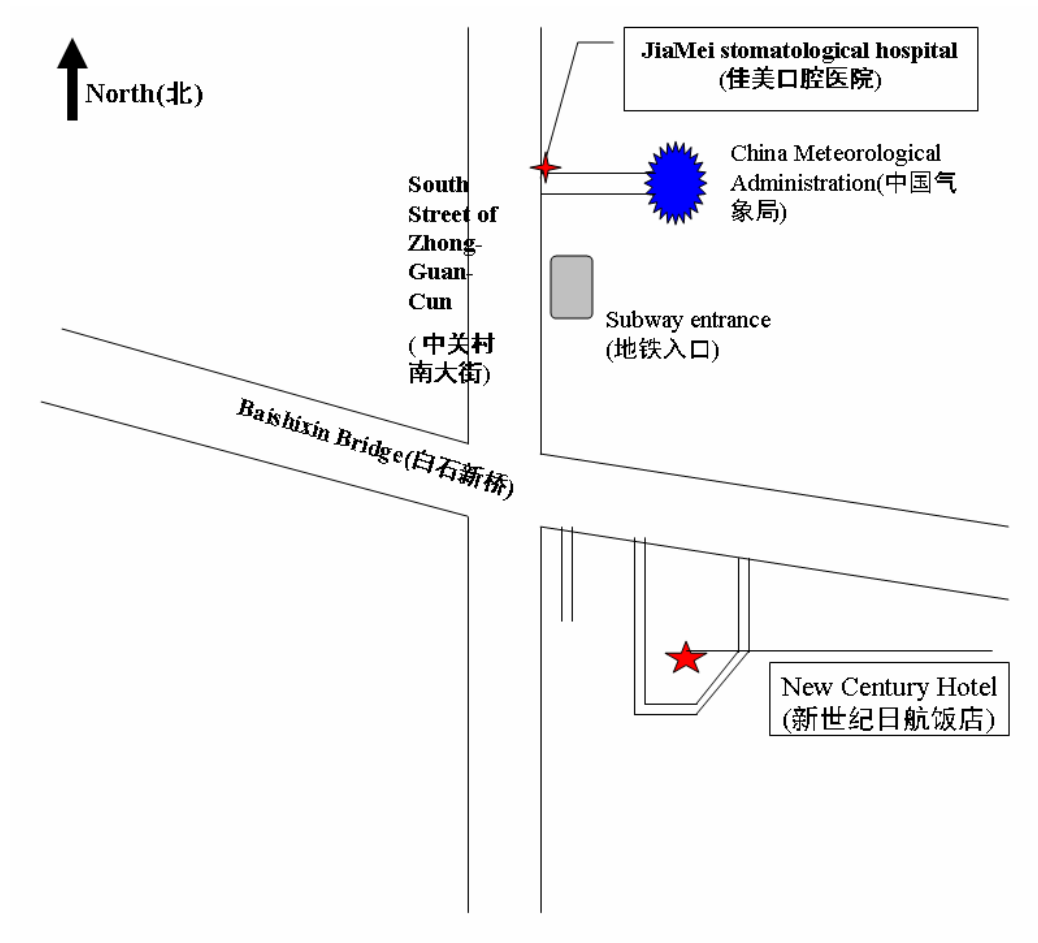 JiaMei stomatological hospital
(佳美口腔医院)
North(北)
China Meteorological
Administration(中国气
象局)
South
Street of
Zhong-
Guan-
Cun
( 中关村
南大街)
Subway entrance
(地铁入口)
Baishixin Bridge(白石新桥)
New Century Hotel
(新世纪日航饭店)